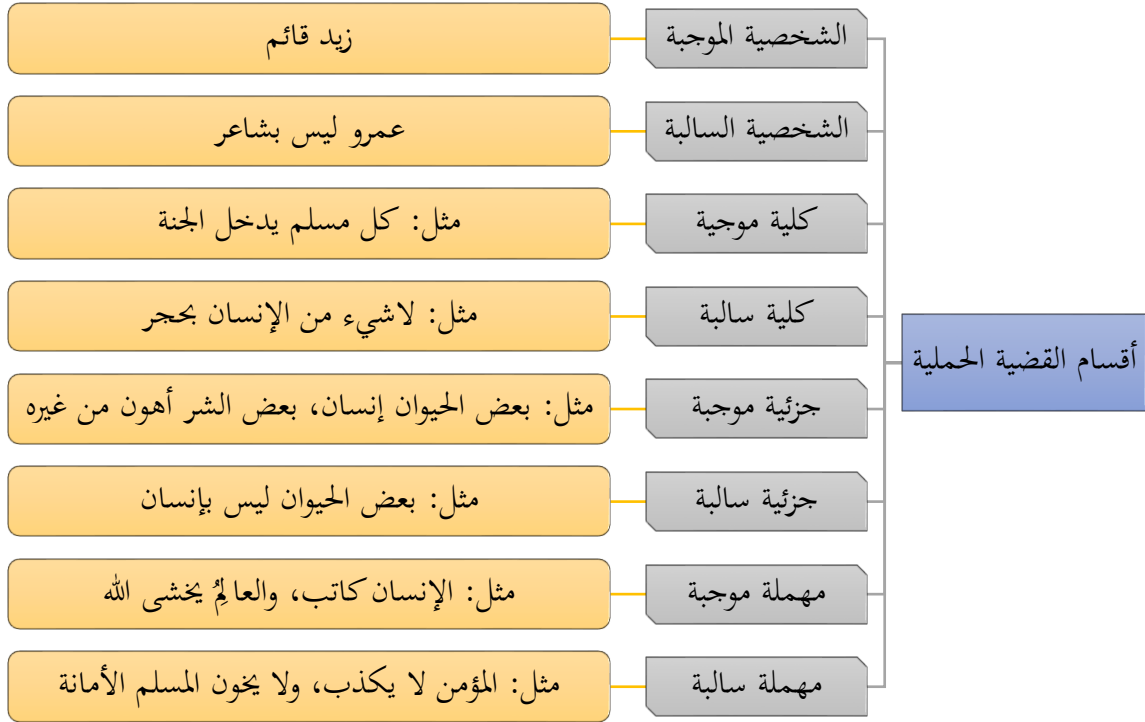 أقسام القضية الحملية
الشخصية الموجبة
زيد قائم
الشخصية السالبة
عمرو ليس بشاعر
كلية موجية
مثل: كل مسلم يدخل الجنة
كلية سالبة
مثل: لاشيء من الإنسان بحجر
جزئية موجبة
مثل: بعض الحيوان إنسان، بعض الشر أهون من غيره
جزئية سالبة
مثل: بعض الحيوان ليس بإنسان
مهملة موجبة
مثل: الإنسان كاتب، والعالِمُ يخشى الله
مهملة سالبة
مثل: المؤمن لا يكذب، ولا يخون المسلم الأمانة